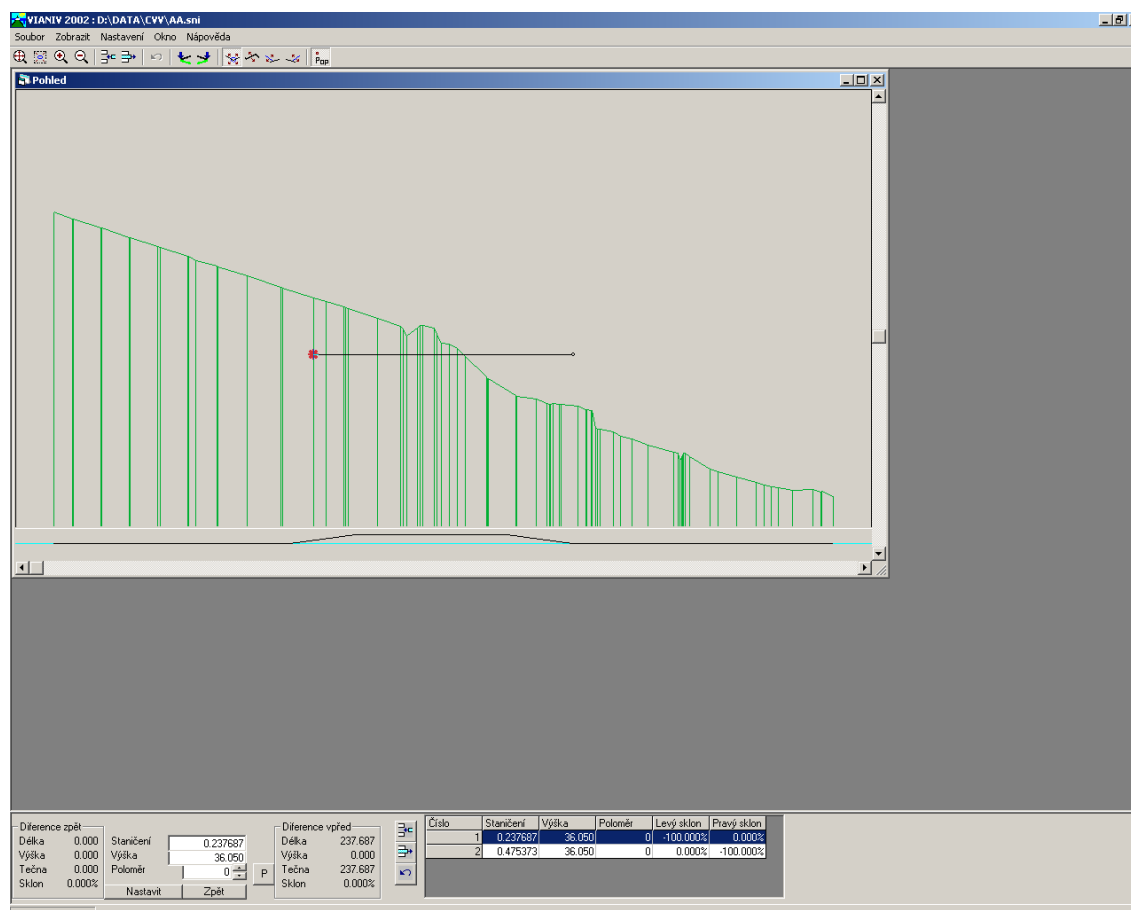 VIANIV 2002 : D:\DATA\CVV\AA.sni
Soubor Zobrazit Nastavení Okno Nápověda
Pop
Pohled
Diference zpět
Délka 0.000
Výška 0.000
Tečna 0.000
Sklon 0.000%
Staničení 0.237687
Výška 36.050
Poloměr 0
Nastavit Zpět
P
Diference vpřed
Délka 237.687
Výška 0.000
Tečna 237.687
Sklon 0.000%
Číslo Staničení Výška Poloměr Levý sklon Pravý sklon
1 0.237687 36.050 0 -100.000% 0.000%
2 0.475373 36.050 0 0.000% -100.000%